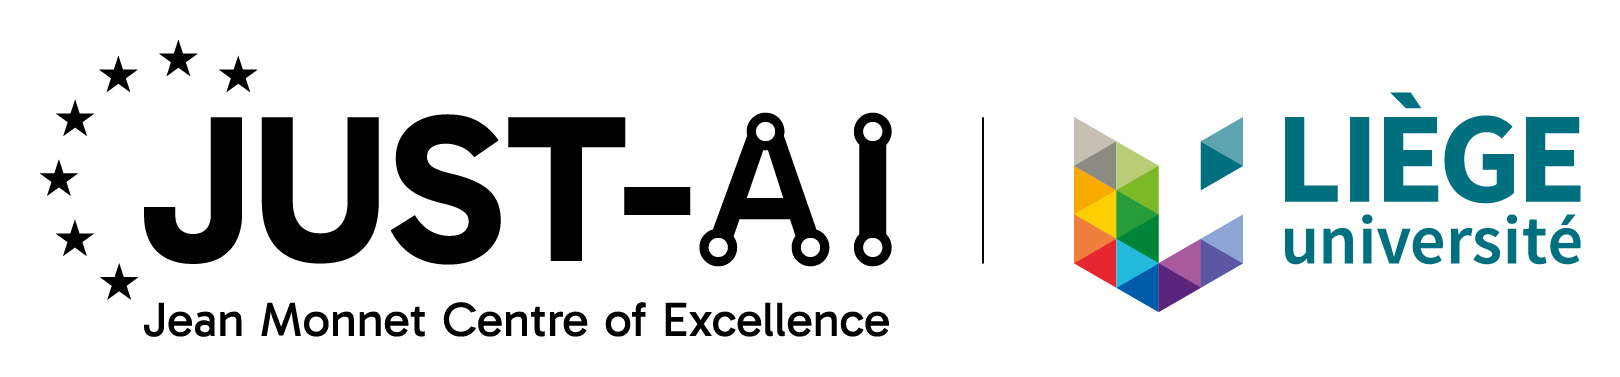 JUST-AI
Jean Monnet Centre of Excellence
LIÈGE
université